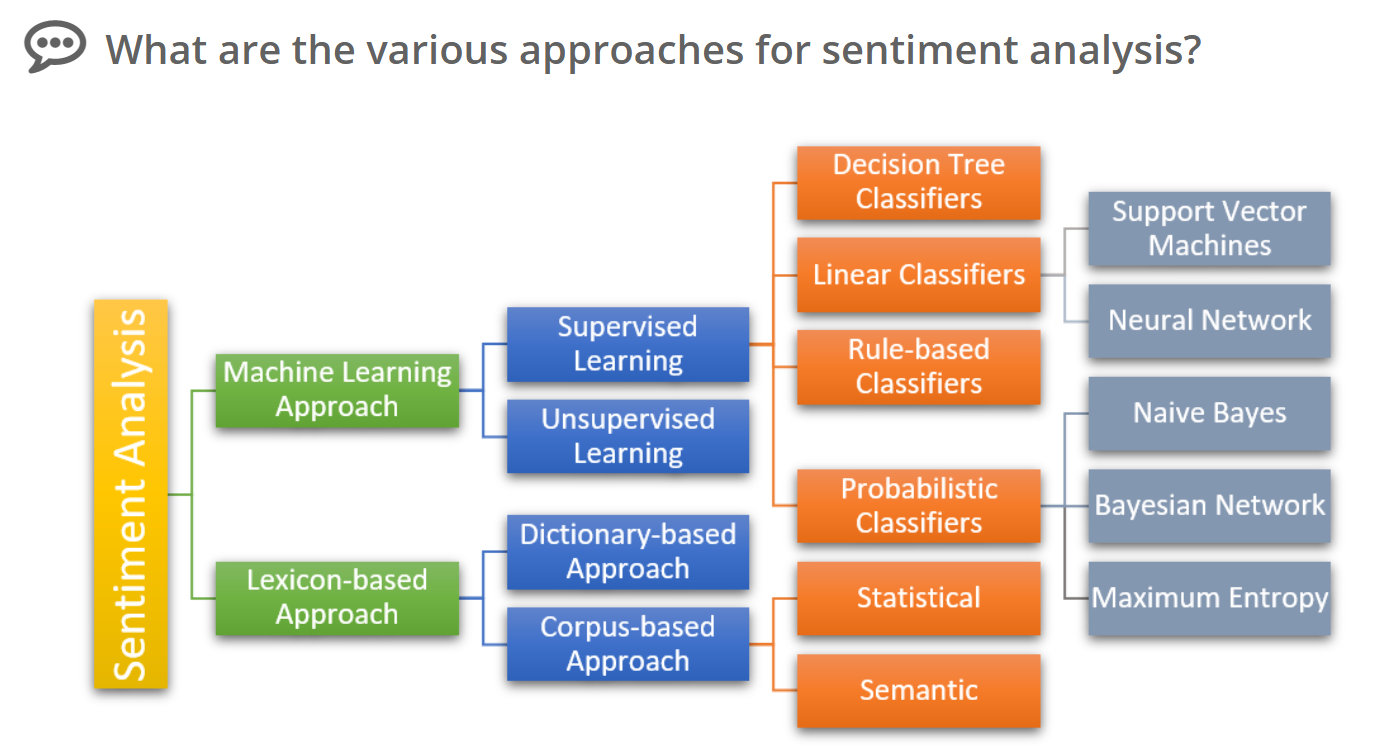 What are the various approaches for sentiment analysis?
Sentiment Analysis
Machine Learning
Approach
Lexicon-based
Approach
Supervised
Learning
Unsupervised
Learning
Dictionary-based
Approach
Corpus-based
Approach
Decision Tree
Classifiers
Linear Classifiers
Rule-based
Classifiers
Probabilistic
Classifiers
Statistical
Semantic
Support Vector
Machines
Neural Network
Naive Bayes
Bayesian Network
Maximum Entropy